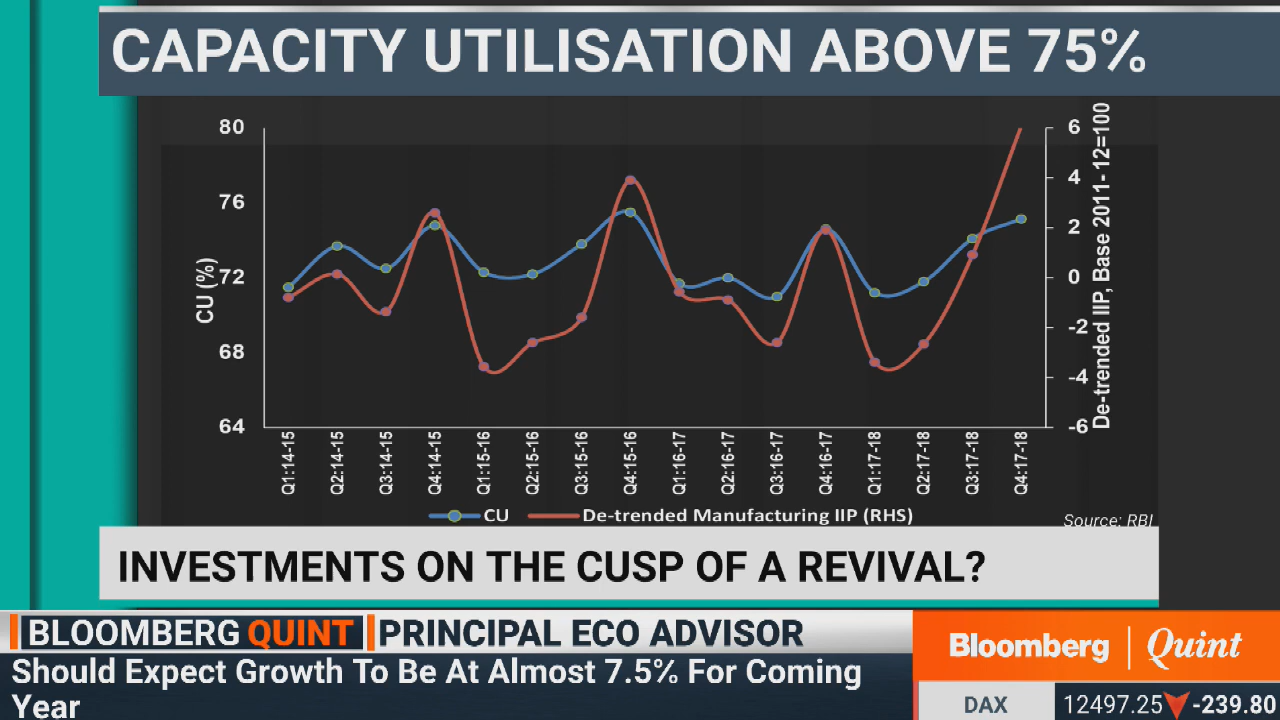 CAPACITY UTILISATION ABOVE 75%
80
76
72
68
64
CU (%)
6
4
2
0
-2
-4
-6
De-trended IIP, Base 2011-12=100
Q1:14-15
Q2:14-15
Q3:14-15
Q4:14-15
Q1:15-16
Q2:15-16
Q3:15-16
Q4:15-16
Q1:16-17
Q2:16-17
Q3:16-17
Q4:16-17
Q1:17-18
Q2:17-18
Q3:17-18
Q4:17-18
CU
De-trended Manufacturing IIP (RHS)
Source: RBI
INVESTMENTS ON THE CUSP OF A REVIVAL?
BLOOMBERG QUINT PRINCIPAL ECO ADVISOR
Should Expect Growth To Be At Almost 7.5% For Coming
Year
Bloomberg | Quint
DAX 12497.25 -239.80